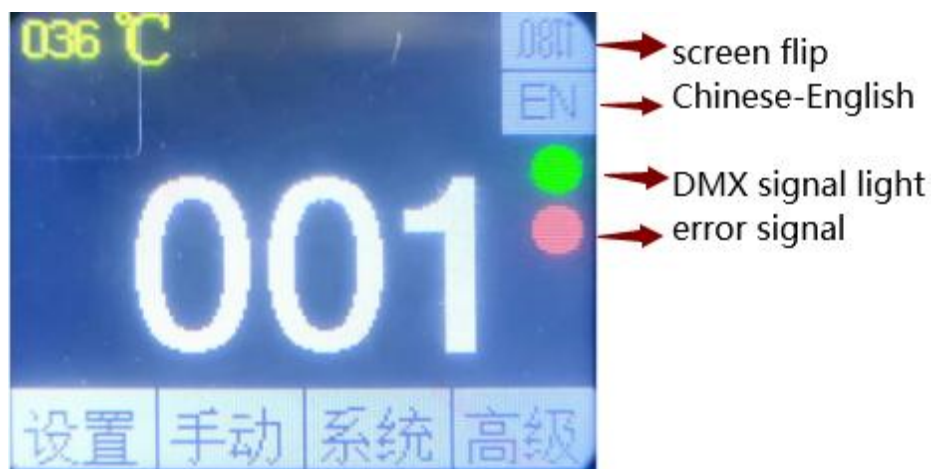 036 ℃
screen flip
EN
Chinese-English
DMX signal light
001
error signal
设置 手动 系统 高级